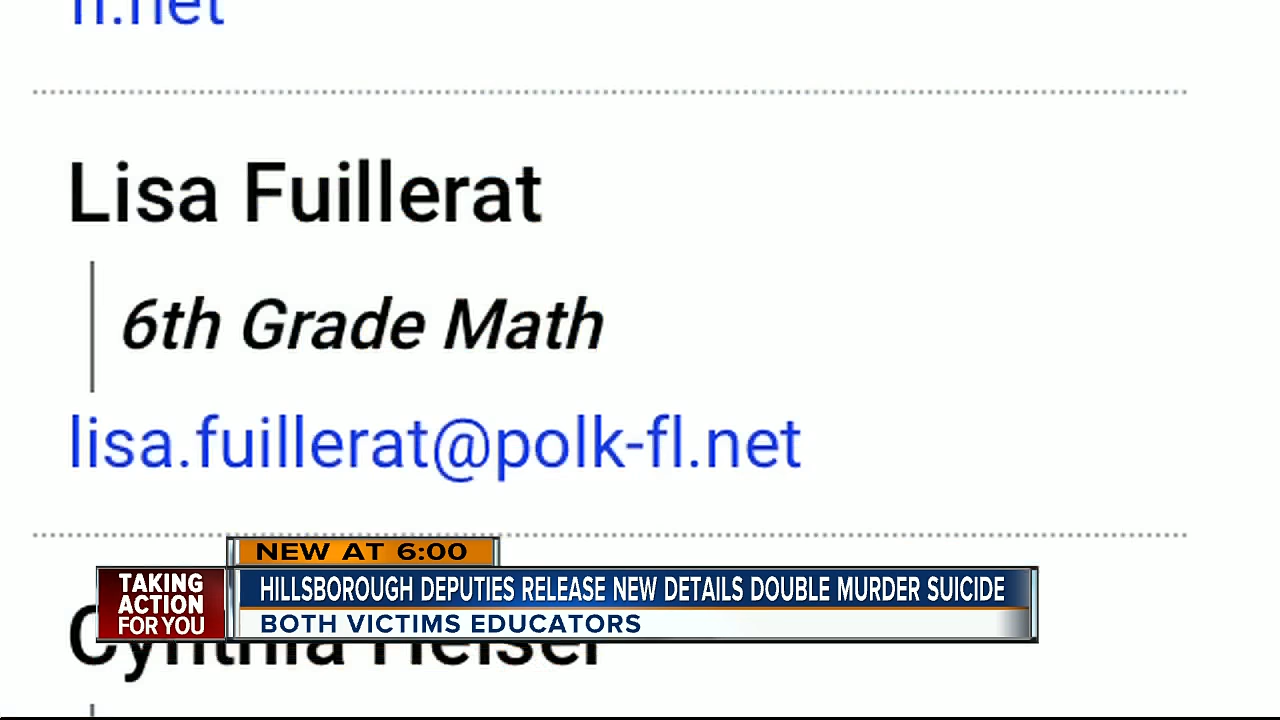 fl.net
Lisa Fuillerat
6th Grade Math
lisa.fuillerat@polk-fl.net
NEW AT 6:00
TAKING
ACTION
FOR YOU
HILLSBOROUGH DEPUTIES RELEASE NEW DETAILS DOUBLE MURDER SUICIDE
BOTH VICTIMS EDUCATORS
Cynthia